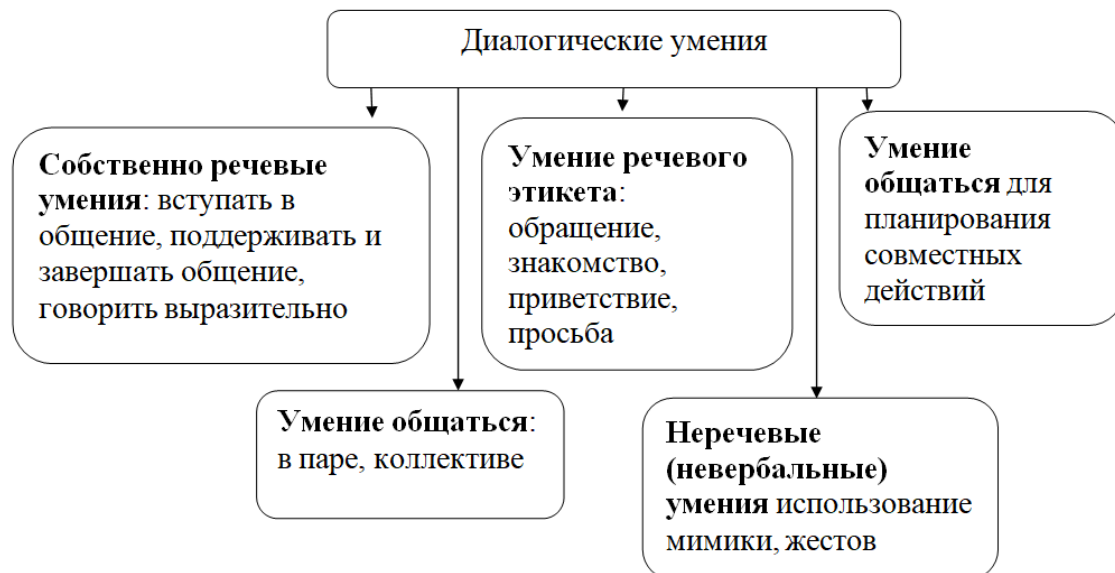 Диалогические умения
Собственно речевые
умения: вступать в
общение, поддерживать и
завершать общение,
говорить выразительно
Умение речевого
этикета:
обращение,
знакомство,
приветствие,
просьба
Умение
общаться для
планирования
совместных
действий
Умение общаться:
в паре, коллективе
Неречевые
(невербальные)
умения использование
мимики, жестов